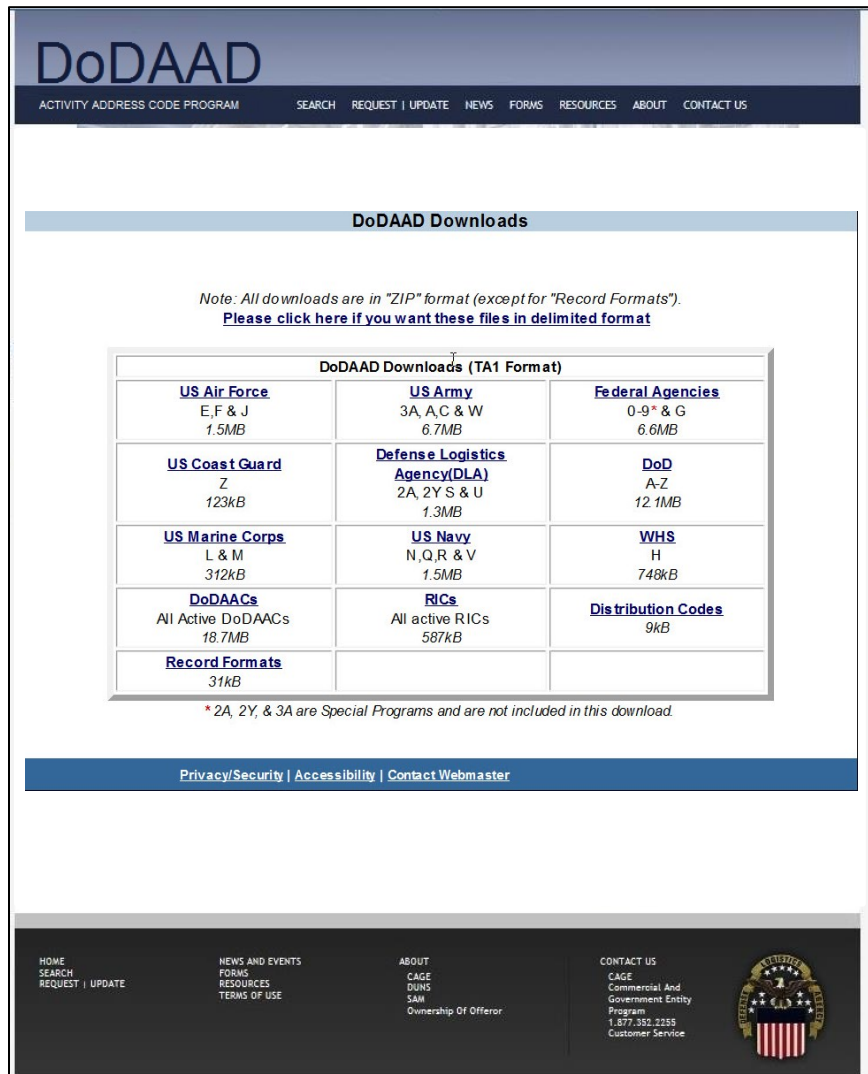 DoDAAD
ACTIVITY ADDRESS CODE PROGRAM SEARCH REQUEST | UPDATE NEWS FORMS RESOURCES ABOUT CONTACT US
DoDAAD Downloads
Note: All downloads are in "ZIP" format (except for "Record Formats").
Please click here if you want these files in delimited format
DoDAAD Downloads (TA1 Format)
US Air Force
E,F & J
1.5MB
US Army
3A, A,C & W
6.7MB
Federal Agencies
0-9* & G
6.6MB
US Coast Guard
Z
123kB
Defense Logistics
Agency(DLA)
2A, 2Y S & U
1.3MB
DoD
A-Z
12.1MB
US Marine Corps
L & M
312kB
US Navy
N,Q,R & V
1.5MB
WHS
H
748kB
DoDAACs
All Active DoDAACs
18.7MB
RICs
All active RICs
587kB
Distribution Codes
9kB
Record Formats
31kB
* 2A, 2Y, & 3A are Special Programs and are not included in this download.
Privacy/Security | Accessibility | Contact Webmaster
HOME
SEARCH
REQUEST | UPDATE
NEWS AND EVENTS
FORMS
RESOURCES
TERMS OF USE
ABOUT
CAGE
DUNS
SAM
Ownership Of Offeror
CONTACT US
CAGE
Commercial And
Government Entity
Program
1.877.352.2255
Customer Service
DEFENSE LOGISTICS AGENCY